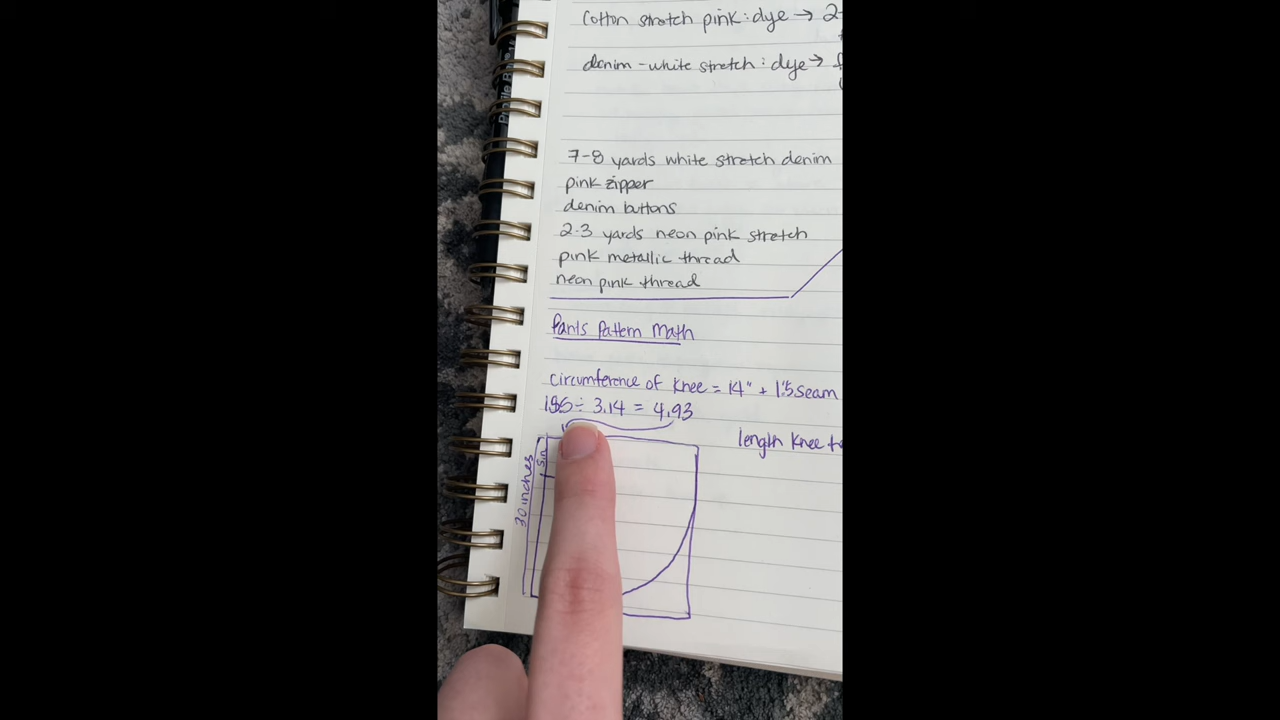 Cotton stretch pink: dye → 2-
denim - white stretch: dye →
7-8 yards white stretch denim
pink zipper
denim buttons
2-3 yards neon pink stretch
pink metallic thread
neon pink thread
Pants Pattern Math
circumference of knee = 14" + 1.5 seam
÷ 3.14 = 4.93
length knee
5in
30 inches